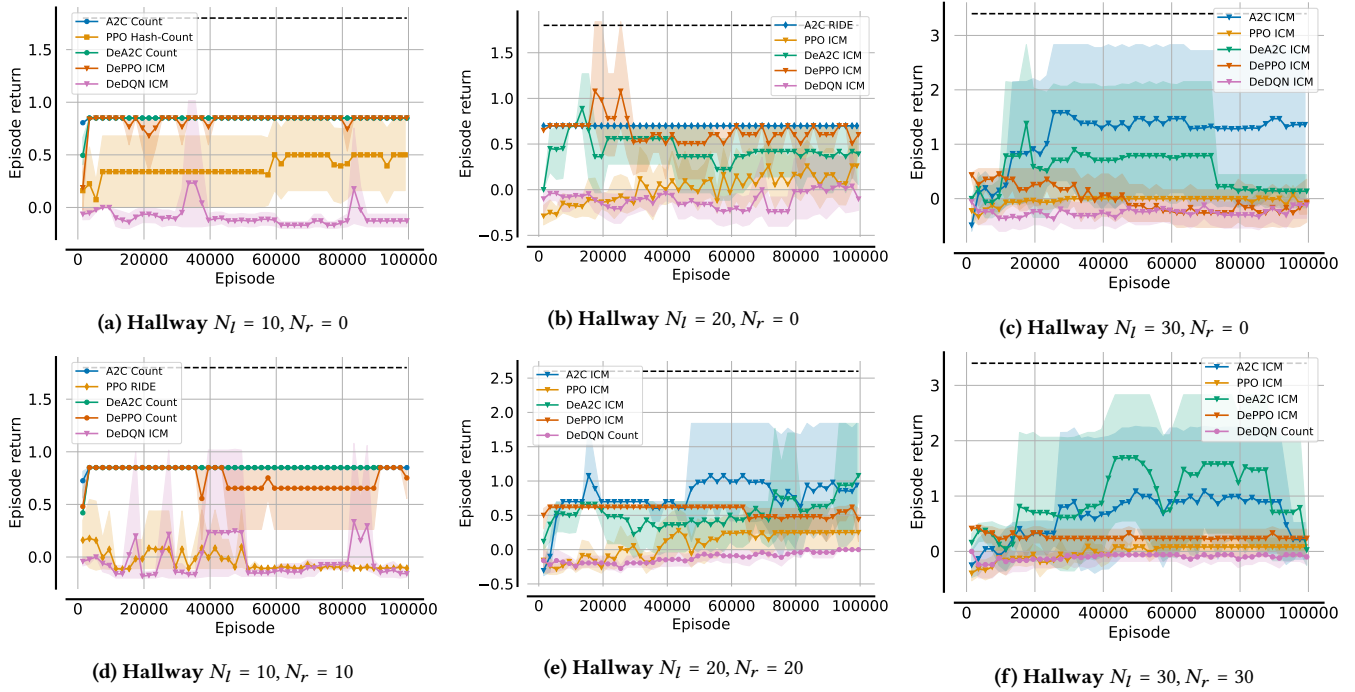 A2C Count
PPO Hash-Count
DeA2C Count
DePPO ICM
DeDQN ICM
Episode return
1.5
1.0
0.5
0.0
0 20000 40000 60000 80000 100000
Episode
(a) Hallway N_l = 10, N_r = 0
A2C RIDE
PPO ICM
DeA2C ICM
DePPO ICM
DeDQN ICM
Episode return
1.5
1.0
0.5
0.0
−0.5
0 20000 40000 60000 80000 100000
Episode
(b) Hallway N_l = 20, N_r = 0
A2C ICM
PPO ICM
DeA2C ICM
DePPO ICM
DeDQN ICM
Episode return
3
2
1
0
0 20000 40000 60000 80000 100000
Episode
(c) Hallway N_l = 30, N_r = 0
A2C Count
PPO RIDE
DeA2C Count
DePPO Count
DeDQN ICM
Episode return
1.5
1.0
0.5
0.0
0 20000 40000 60000 80000 100000
Episode
(d) Hallway N_l = 10, N_r = 10
A2C ICM
PPO ICM
DeA2C ICM
DePPO ICM
DeDQN Count
Episode return
2.5
2.0
1.5
1.0
0.5
0.0
−0.5
0 20000 40000 60000 80000 100000
Episode
(e) Hallway N_l = 20, N_r = 20
A2C ICM
PPO ICM
DeA2C ICM
DePPO ICM
DeDQN Count
Episode return
3
2
1
0
0 20000 40000 60000 80000 100000
Episode
(f) Hallway N_l = 30, N_r = 30